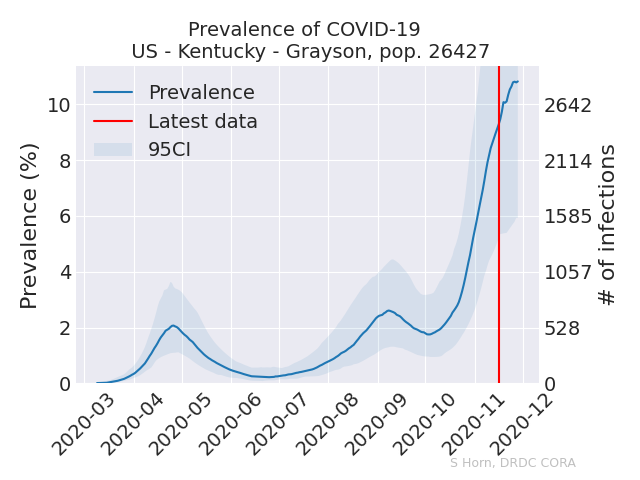 Prevalence of COVID-19
US - Kentucky - Grayson, pop. 26427
Prevalence
Latest data
95CI
Prevalence (%)
10
8
6
4
2
0
# of infections
2642
2114
1585
1057
528
0
2020-03
2020-04
2020-05
2020-06
2020-07
2020-08
2020-09
2020-10
2020-11
2020-12
S Horn, DRDC CORA